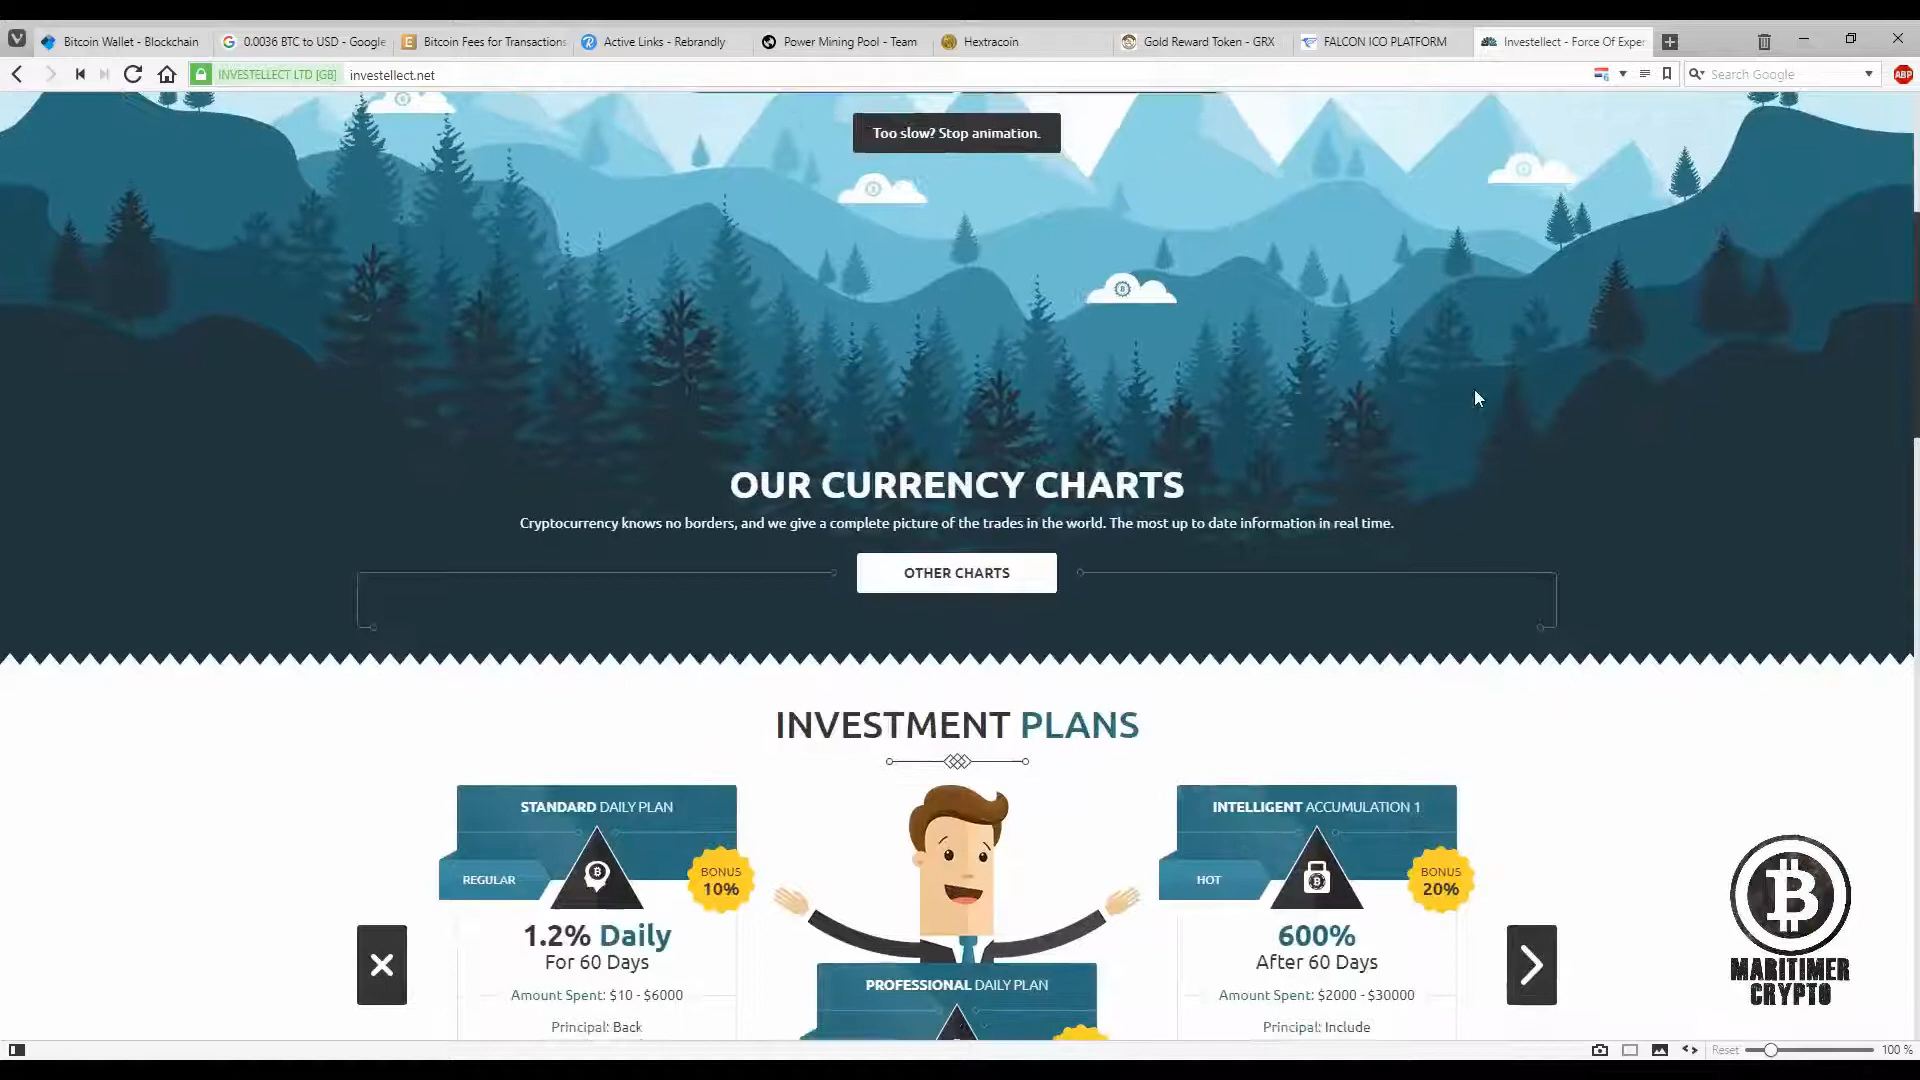 Bitcoin Wallet - Blockchain
0.0036 BTC to USD - Google
Bitcoin Fees for Transactions
Active Links - Rebrandly
Power Mining Pool - Team
Hextracoin
Gold Reward Token - GRX
FALCON ICO PLATFORM
Investellect - Force Of Exper
INVESTELLECT LTD [GB]
investellect.net
Search Google
ABP
Too slow? Stop animation.
OUR CURRENCY CHARTS
Cryptocurrency knows no borders, and we give a complete picture of the trades in the world. The most up to date information in real time.
OTHER CHARTS
INVESTMENT PLANS
STANDARD DAILY PLAN
REGULAR
BONUS
10%
1.2% Daily
For 60 Days
Amount Spent: $10 - $6000
Principal: Back
PROFESSIONAL DAILY PLAN
INTELLIGENT ACCUMULATION 1
HOT
BONUS
20%
600%
After 60 Days
Amount Spent: $2000 - $30000
Principal: Include
MARITIMER
CRYPTO
Reset
100 %